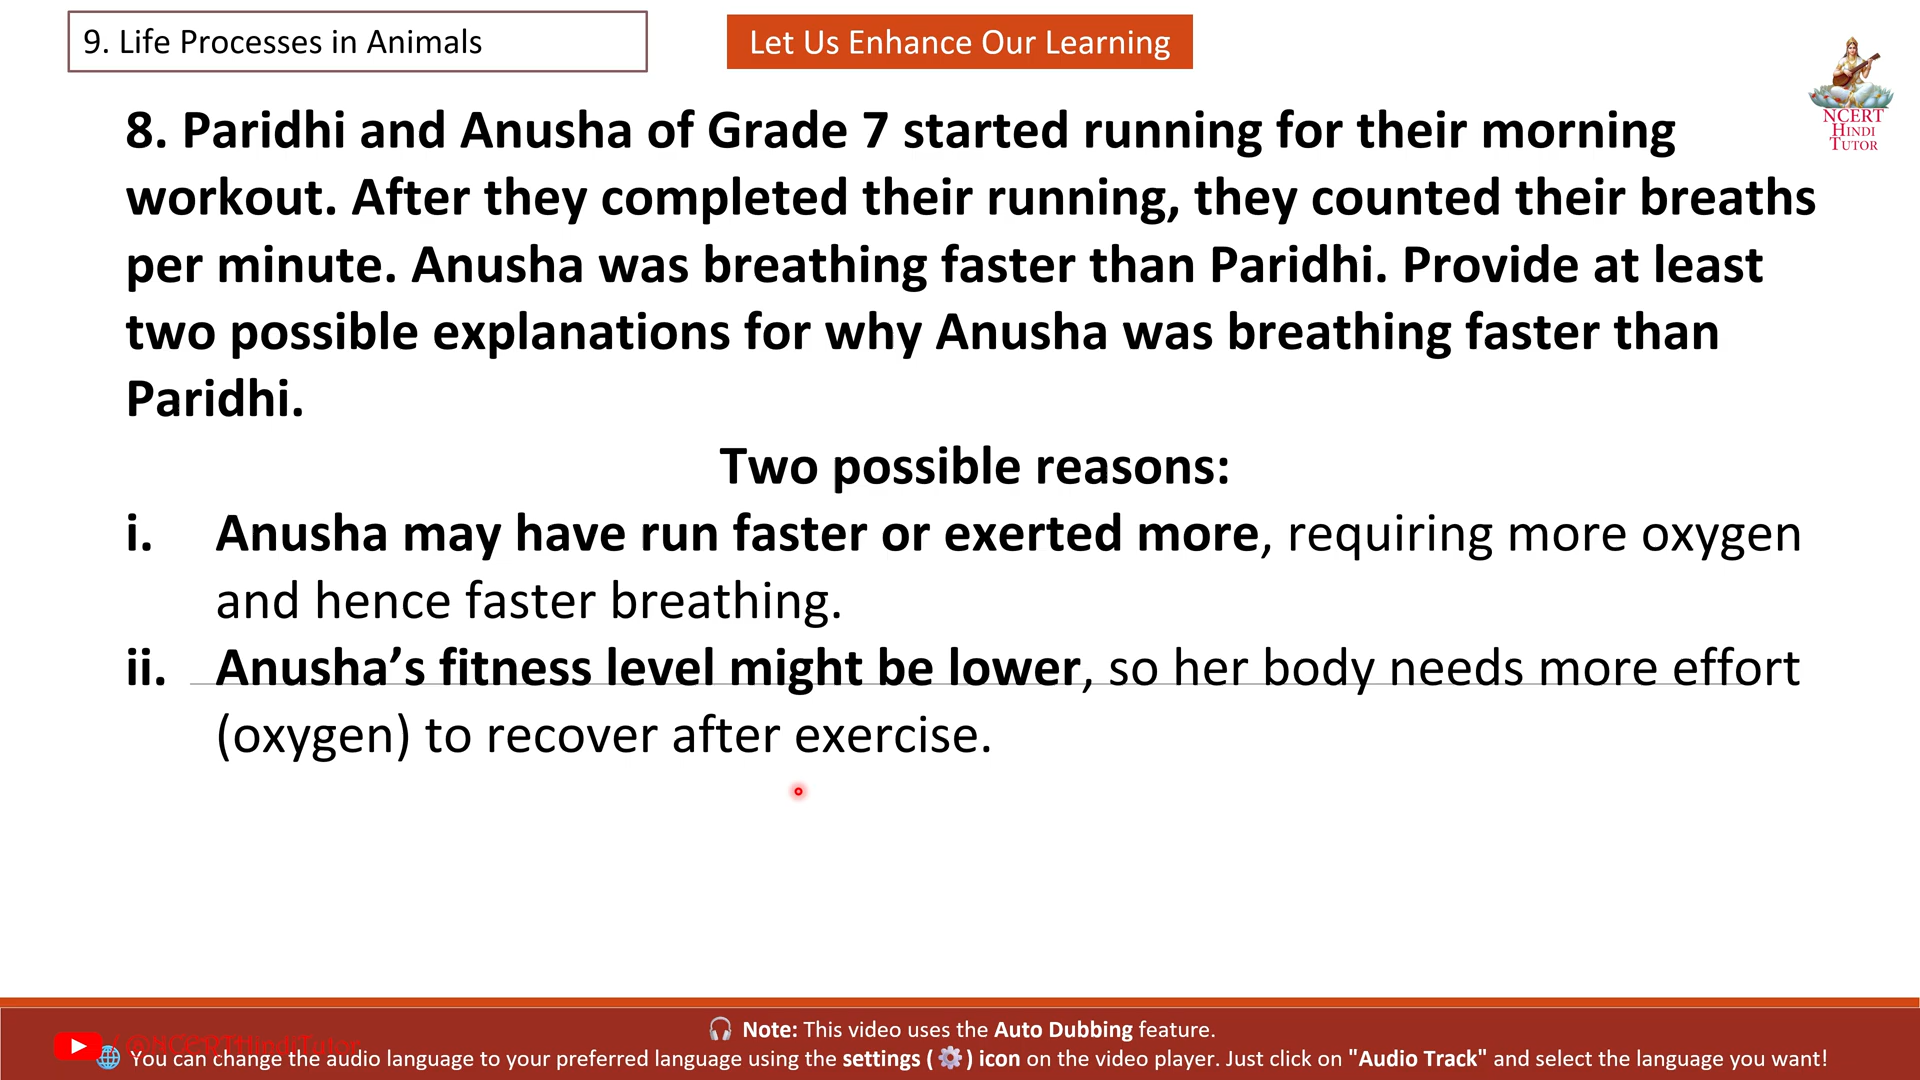 9. Life Processes in Animals
Let Us Enhance Our Learning
NCERT
HINDI
TUTOR
8. Paridhi and Anusha of Grade 7 started running for their morning
workout. After they completed their running, they counted their breaths
per minute. Anusha was breathing faster than Paridhi. Provide at least
two possible explanations for why Anusha was breathing faster than
Paridhi.
Two possible reasons:
i. Anusha may have run faster or exerted more, requiring more oxygen
and hence faster breathing.
ii. Anusha’s fitness level might be lower, so her body needs more effort
(oxygen) to recover after exercise.
Note: This video uses the Auto Dubbing feature.
You can change the audio language to your preferred language using the settings ( ) icon on the video player. Just click on "Audio Track" and select the language you want!